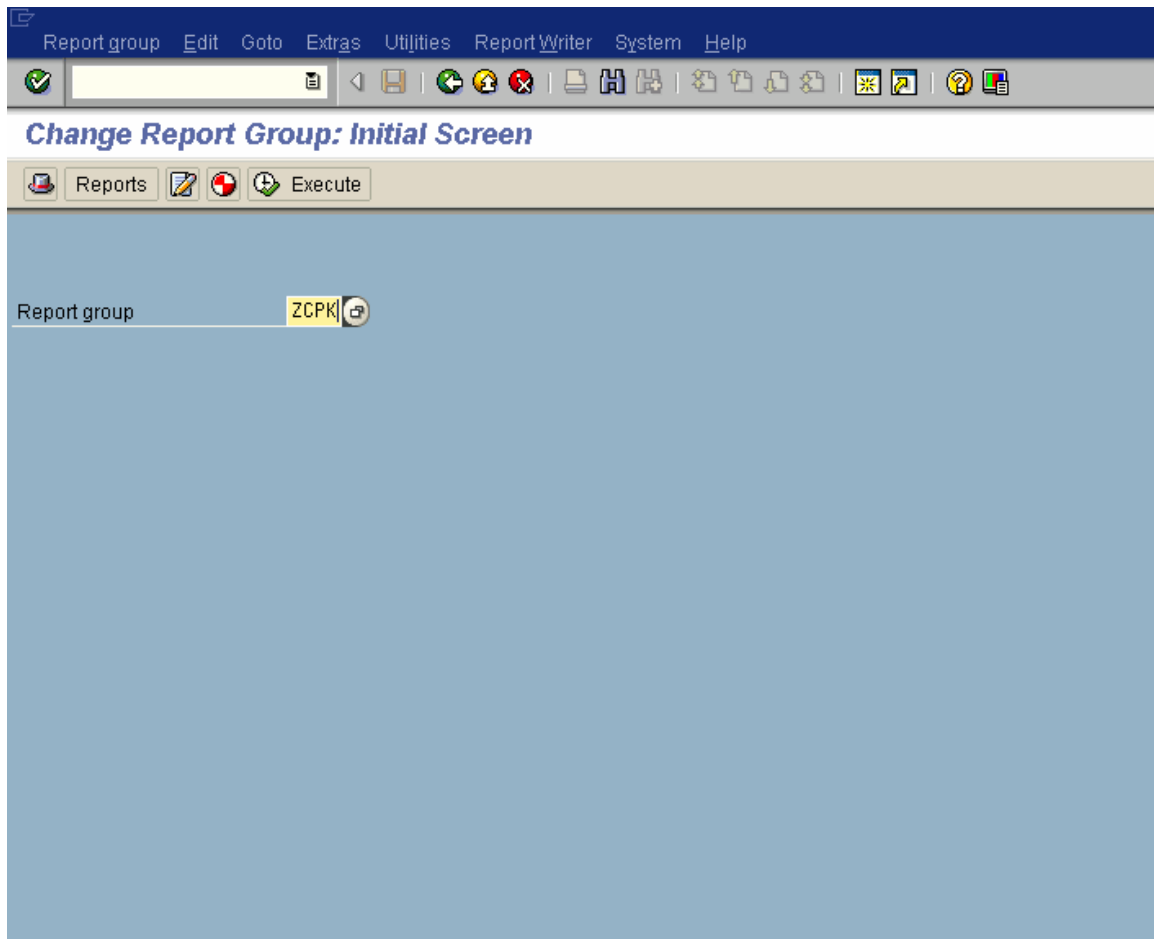 Report group Edit Goto Extras Utilities Report Writer System Help
Change Report Group: Initial Screen
Reports Execute
Report group ZCPK